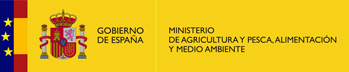 GOBIERNO
DE ESPAÑA
MINISTERIO
DE AGRICULTURA Y PESCA, ALIMENTACIÓN
Y MEDIO AMBIENTE